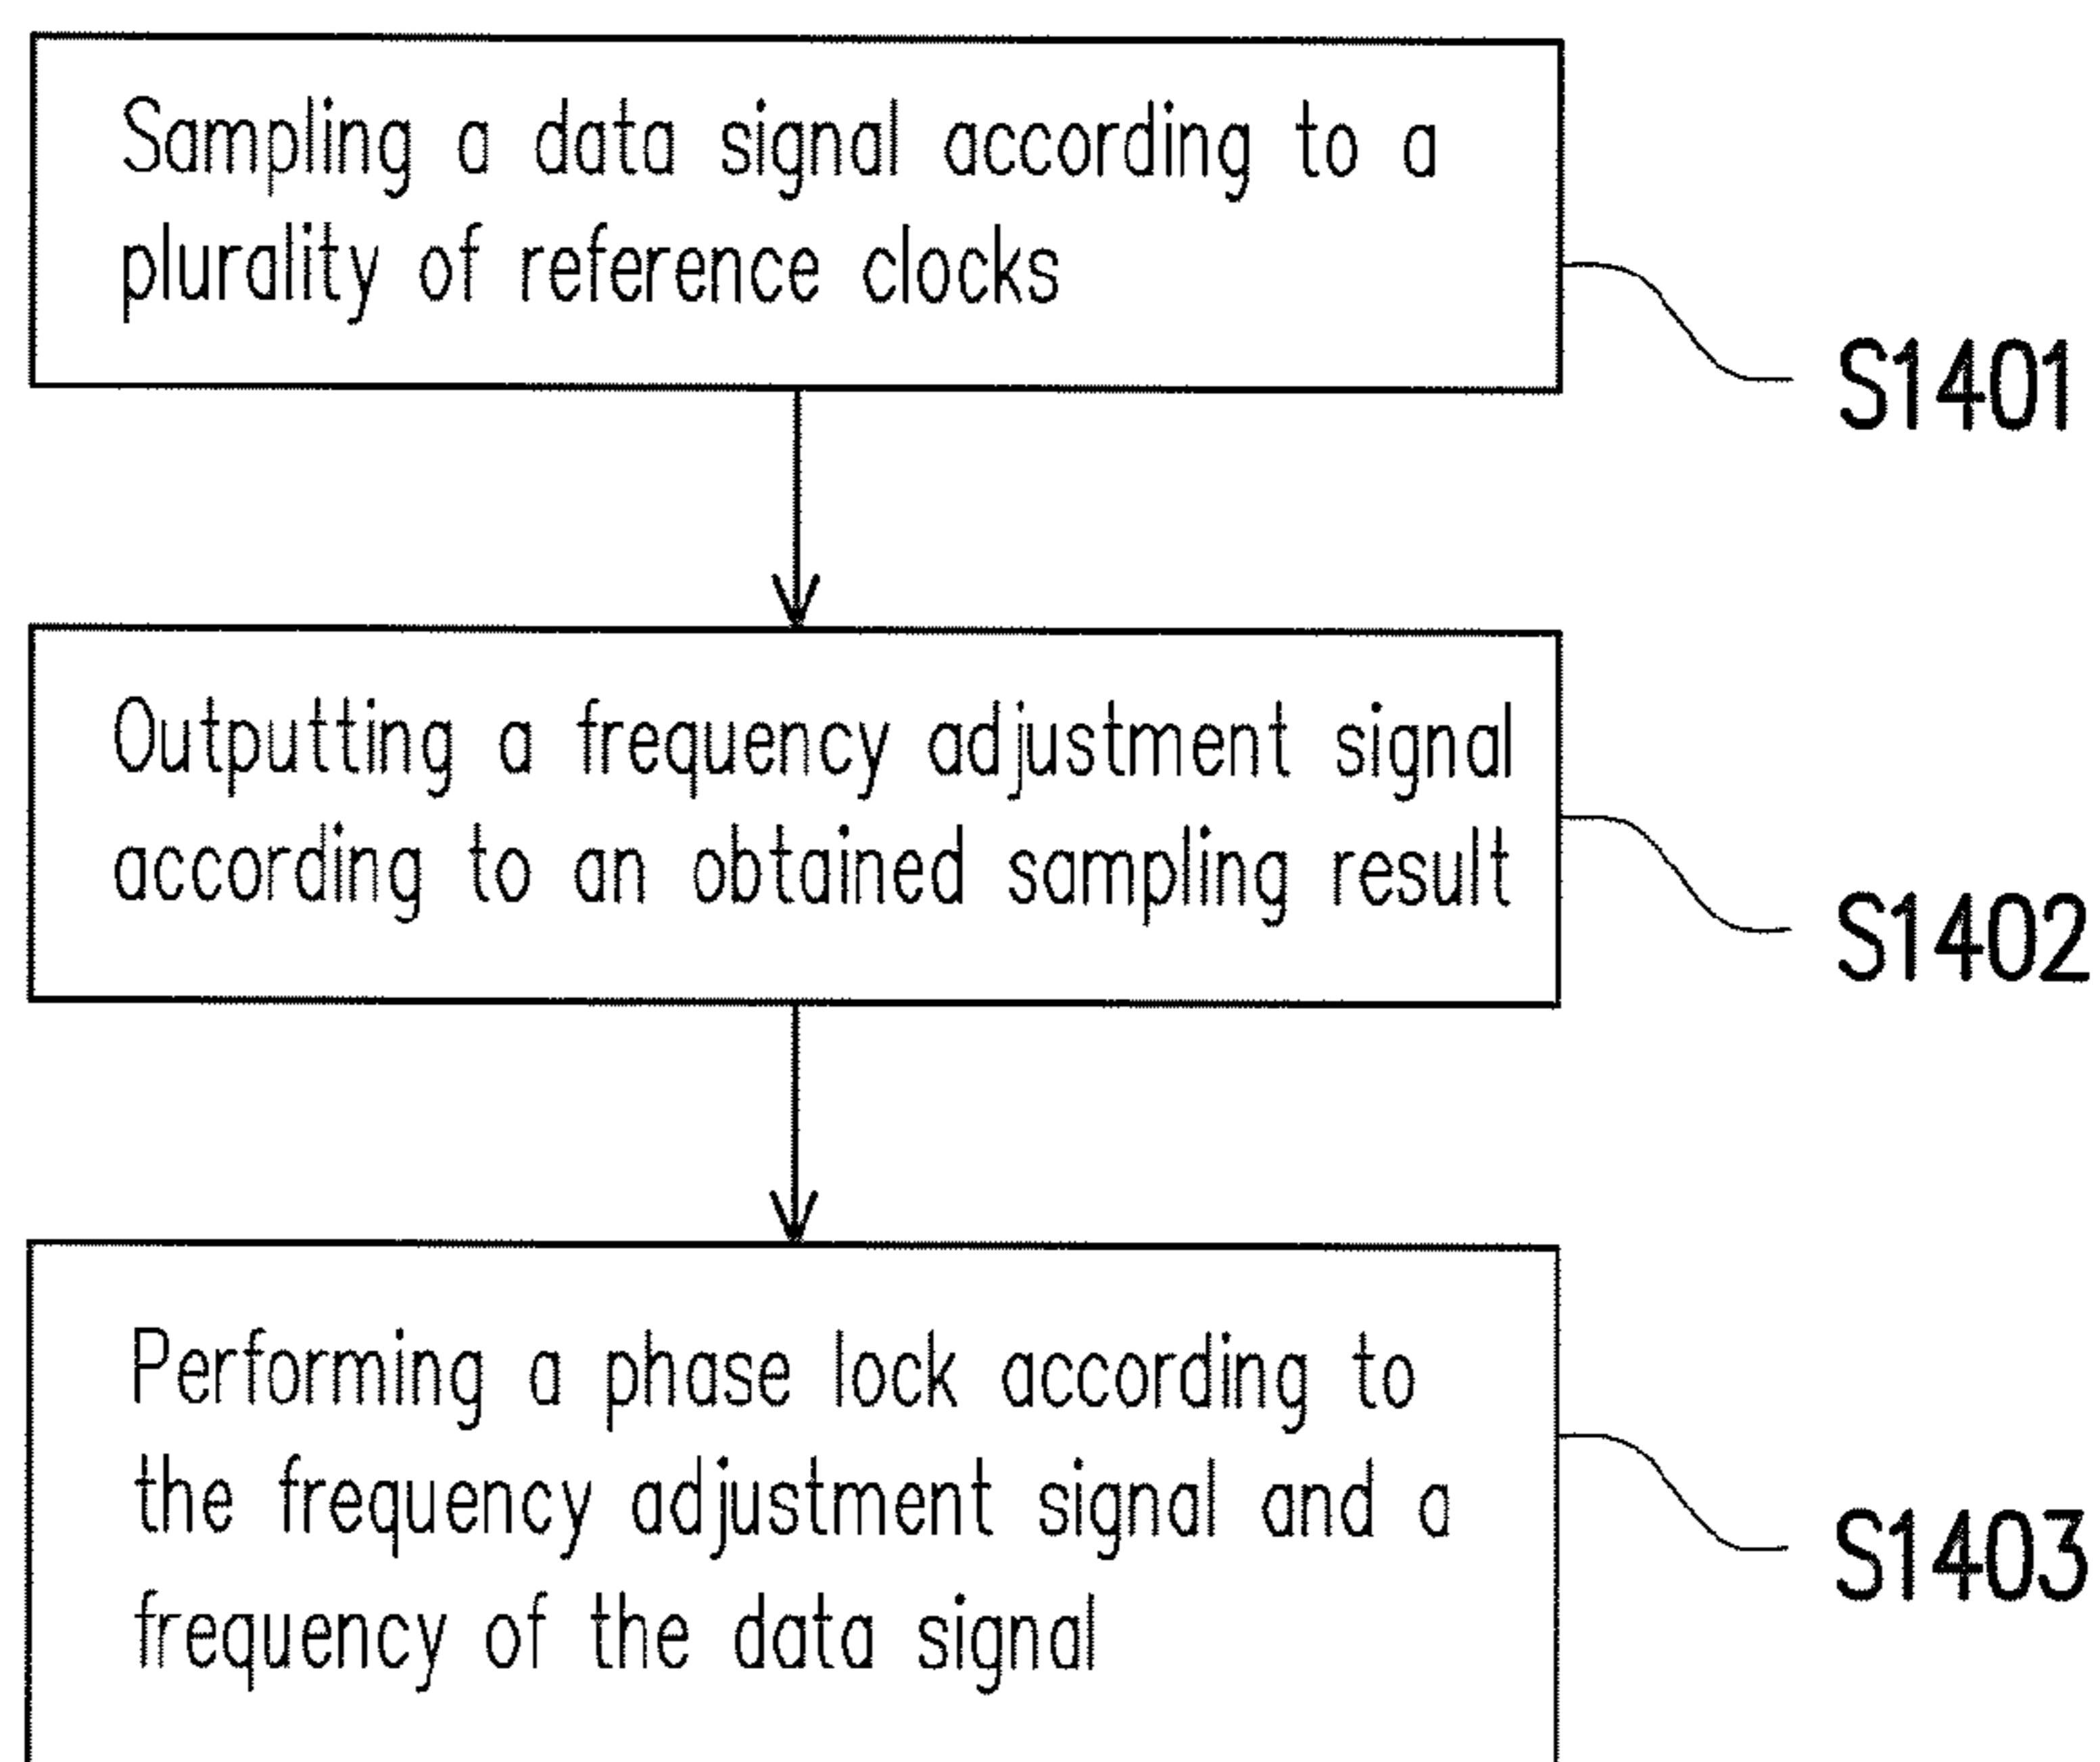 Sampling a data signal according to a
plurality of reference clocks
S1401
Outputting a frequency adjustment signal
according to an obtained sampling result
S1402
Performing a phase lock according to
the frequency adjustment signal and a
frequency of the data signal
S1403